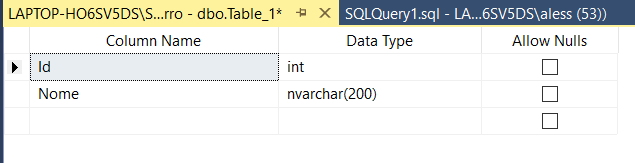 LAPTOP-HO6SV5DS\S...rro - dbo.Table_1* SQLQuery1.sql - LA...6SV5DS\aless (53))
Column Name Data Type Allow Nulls
Id int
Nome nvarchar(200)